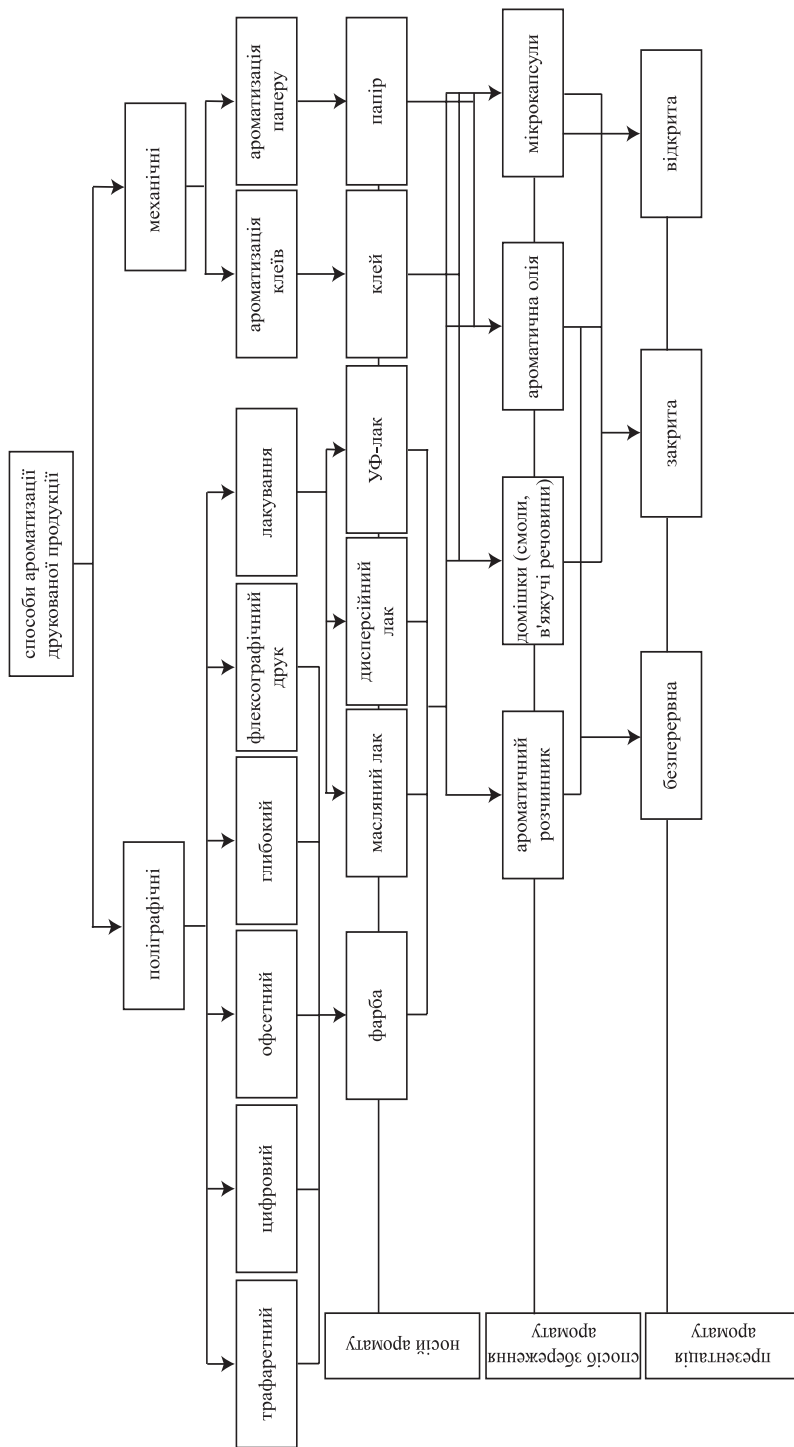 способи ароматизації
друкованої продукції
поліграфічні
механічні
трафаретний
цифровий
офсетний
глибокий
флексографічний
друк
лакування
ароматизація
клеїв
ароматизація
паперу
носій аромату
фарба
масляний лак
дисперсійний
лак
УФ-лак
клей
папір
спосіб збереження
аромату
ароматичний
розчинник
домішки (смоли,
в'яжучі речовини)
ароматична олія
мікрокапсули
презентація
аромату
безперервна
закрита
відкрита